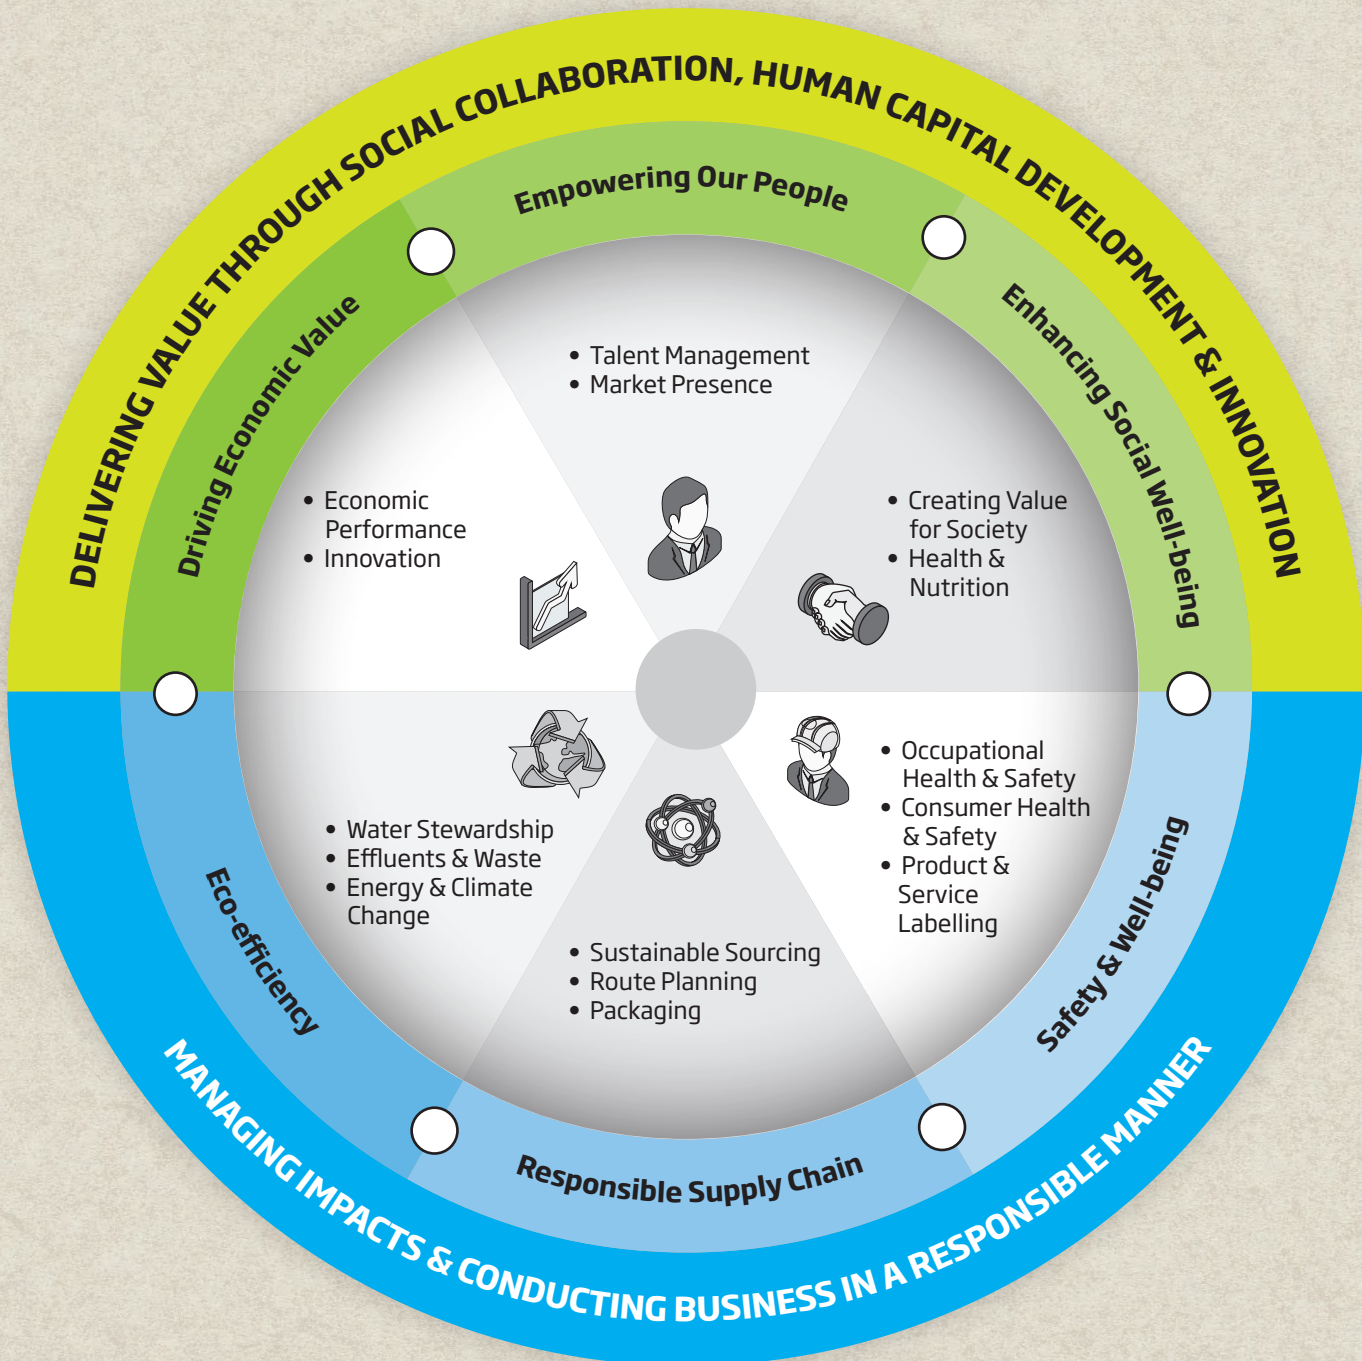 DELIVERING VALUE THROUGH SOCIAL COLLABORATION, HUMAN CAPITAL DEVELOPMENT & INNOVATION
Empowering Our People
Driving Economic Value
Enhancing Social Well-being
• Talent Management
• Market Presence
• Economic
Performance
• Innovation
• Creating Value
for Society
• Health &
Nutrition
• Occupational
Health & Safety
• Consumer Health
& Safety
• Product &
Service
Labelling
• Water Stewardship
• Effluents & Waste
• Energy & Climate
Change
• Sustainable Sourcing
• Route Planning
• Packaging
Eco-efficiency
Safety & Well-being
Responsible Supply Chain
MANAGING IMPACTS & CONDUCTING BUSINESS IN A RESPONSIBLE MANNER